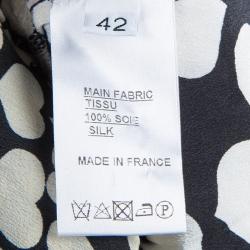 42
MAIN FABRIC
TISSU
100% SOIE
SILK
MADE IN FRANCE